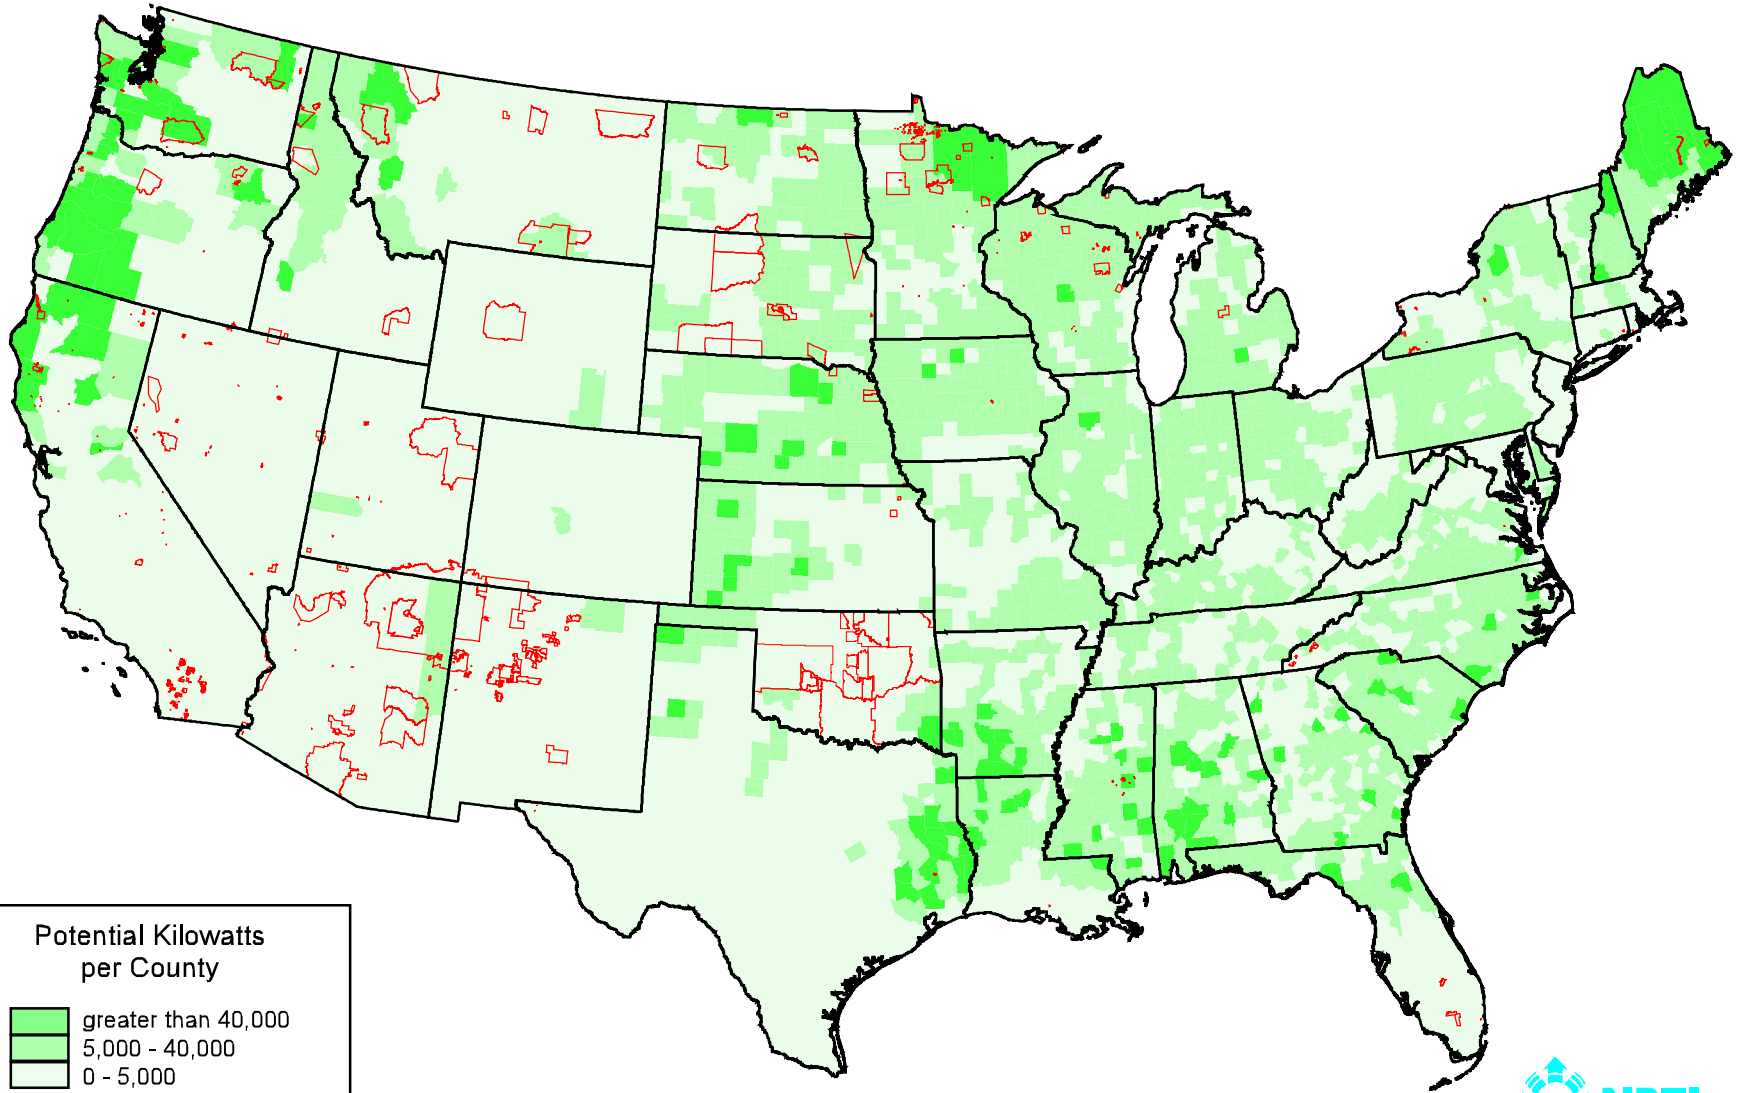 Potential Kilowatts
per County
greater than 40,000
5,000 - 40,000
0 - 5,000